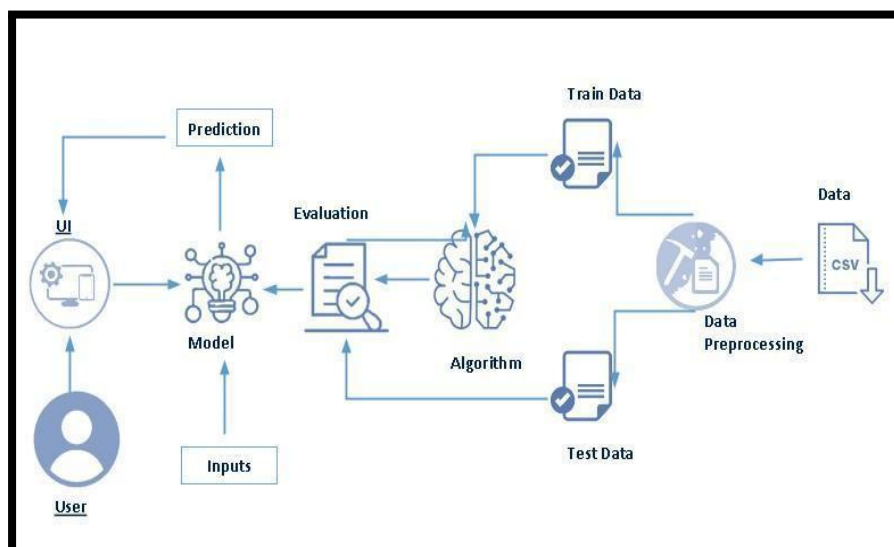 Train Data
Prediction
Data
Evaluation
UI
CSV
Model
Data
Preprocessing
Algorithm
Inputs
Test Data
User